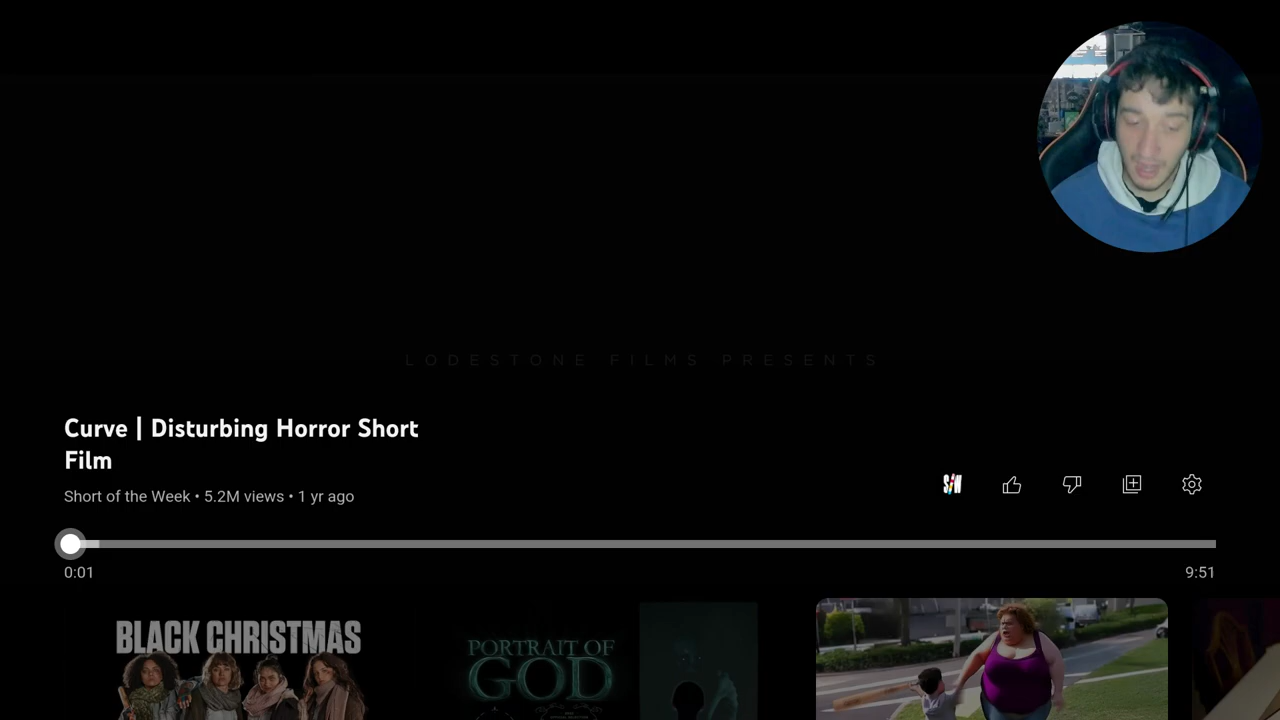 LODESTONE FILMS PRESENTS
Curve | Disturbing Horror Short
Film
Short of the Week • 5.2M views • 1 yr ago
S/W
0:01
9:51
BLACK CHRISTMAS
PORTRAIT OF
GOD